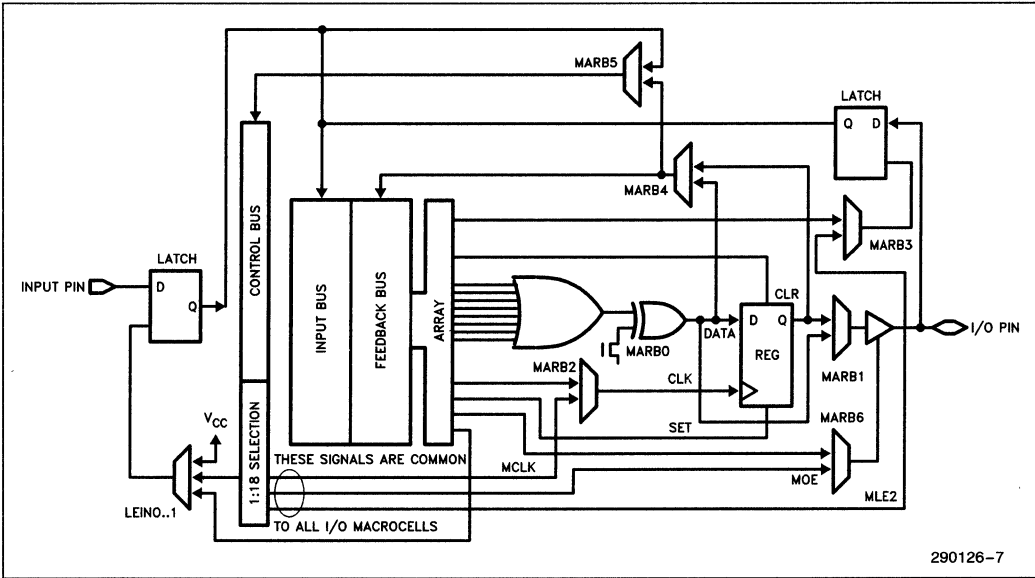 MARB5
LATCH
Q D
MARB4
MARB3
CONTROL BUS
INPUT BUS
FEEDBACK BUS
ARRAY
LATCH
INPUT PIN
D
Q
CLR
DATA
D Q
REG
I/O PIN
MARB0
MARB1
MARB2
CLK
MARB6
SET
VCC
1:18 SELECTION
THESE SIGNALS ARE COMMON
MCLK
MOE
MLE2
LEIN0..1
TO ALL I/O MACROCELLS
290126-7